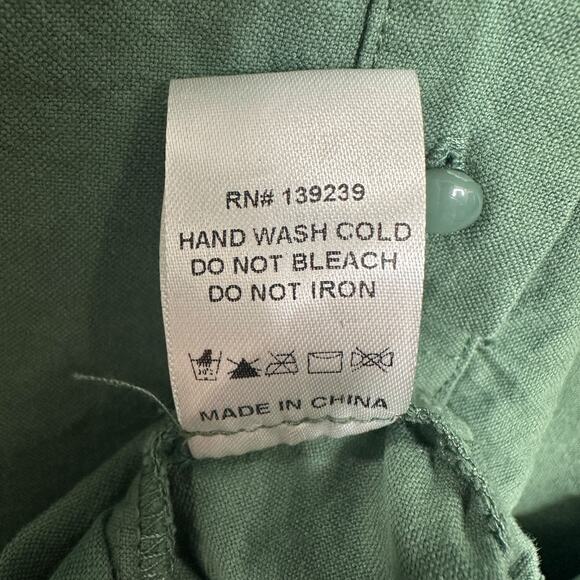 RN# 139239
HAND WASH COLD
DO NOT BLEACH
DO NOT IRON
MADE IN CHINA